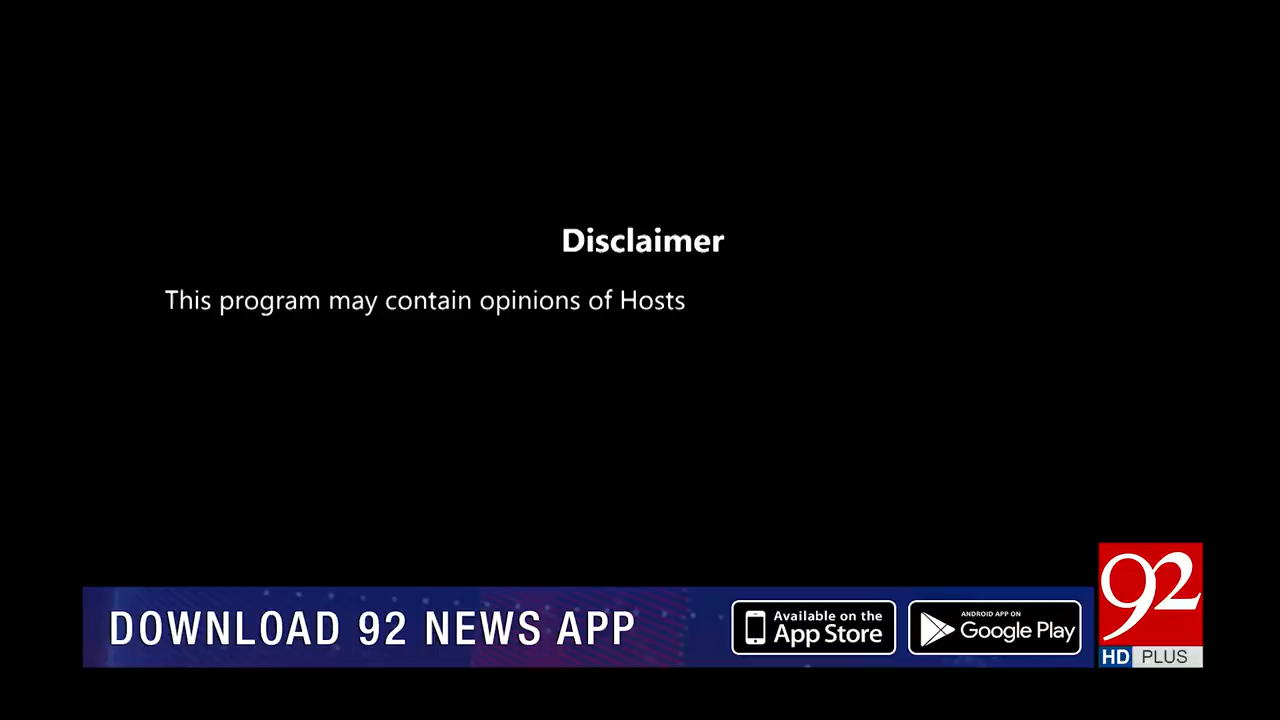 Disclaimer
This program may contain opinions of Hosts
DOWNLOAD 92 NEWS APP
Available on the
App Store
ANDROID APP ON
Google Play
92
HD PLUS